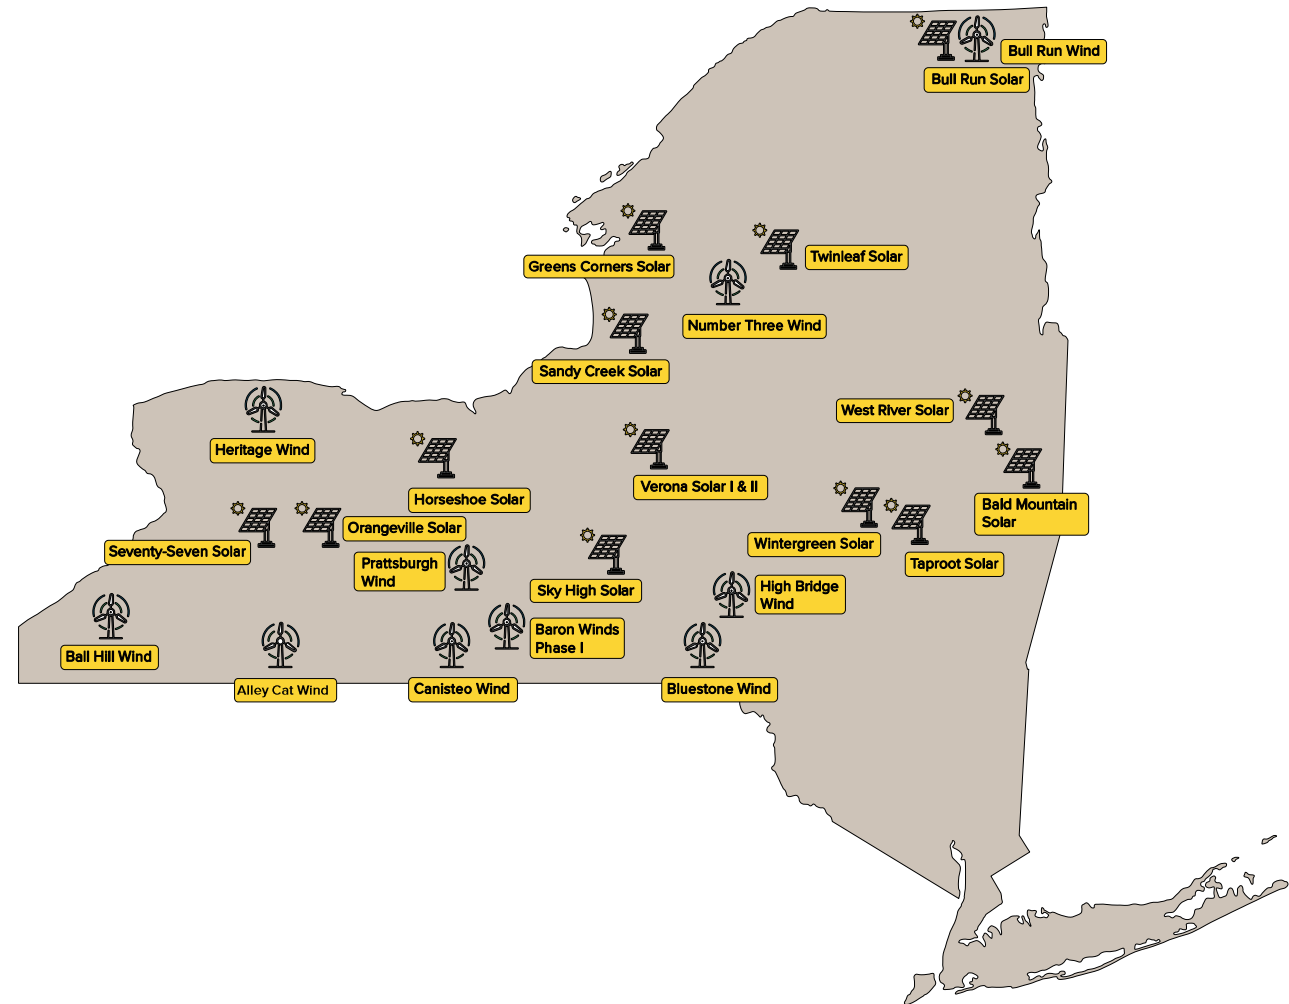 Bull Run Wind
Bull Run Solar
Twinleaf Solar
Greens Corners Solar
Number Three Wind
Sandy Creek Solar
West River Solar
Heritage Wind
Verona Solar I & II
Horseshoe Solar
Bald Mountain
Solar
Orangeville Solar
Wintergreen Solar
Seventy-Seven Solar
Prattsburgh
Wind
Taproot Solar
Sky High Solar
High Bridge
Wind
Baron Winds
Phase I
Ball Hill Wind
Alley Cat Wind
Canisteo Wind
Bluestone Wind